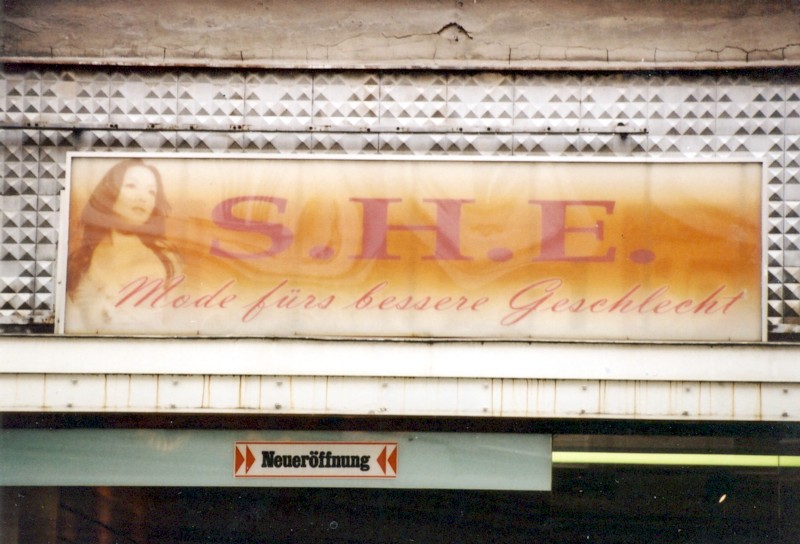 S.H.E.
Mode fürs bessere Geschlecht
Neueröffnung